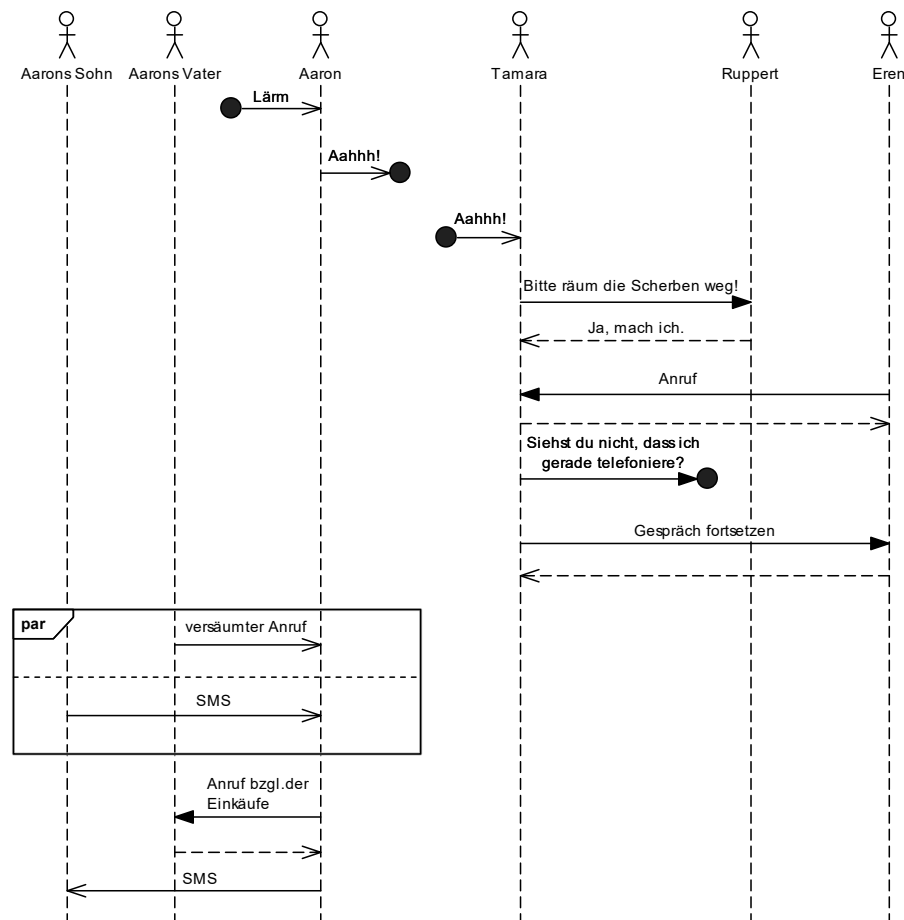 Aarons Sohn
Aarons Vater
Aaron
Tamara
Ruppert
Eren
Lärm
Aahhh!
Aahhh!
Bitte räum die Scherben weg!
Ja, mach ich.
Anruf
Siehst du nicht, dass ich
gerade telefoniere?
Gespräch fortsetzen
par
versäumter Anruf
SMS
Anruf bzgl.der
Einkäufe
SMS